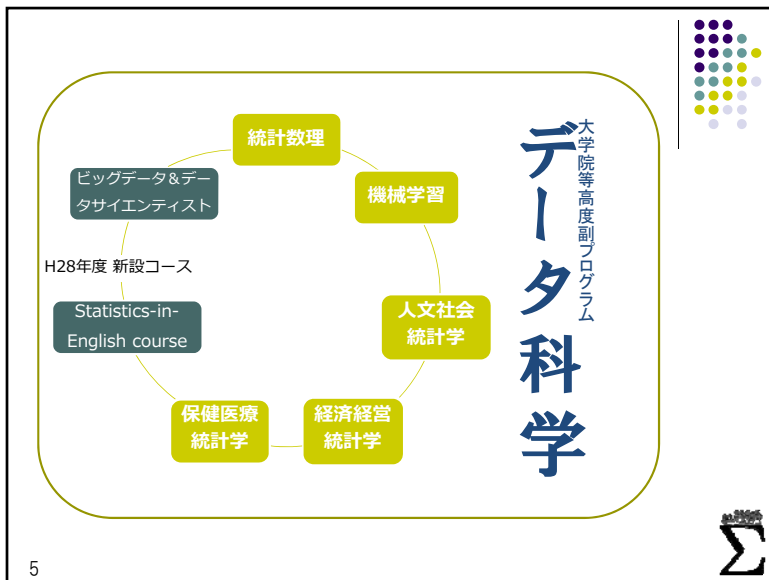 大学院等高度副プログラム
データ科学
統計数理
機械学習
人文社会
統計学
経済経営
統計学
保健医療
統計学
Statistics-in-
English course
H28年度 新設コース
ビッグデータ&デー
タサイエンティスト
5
Σ